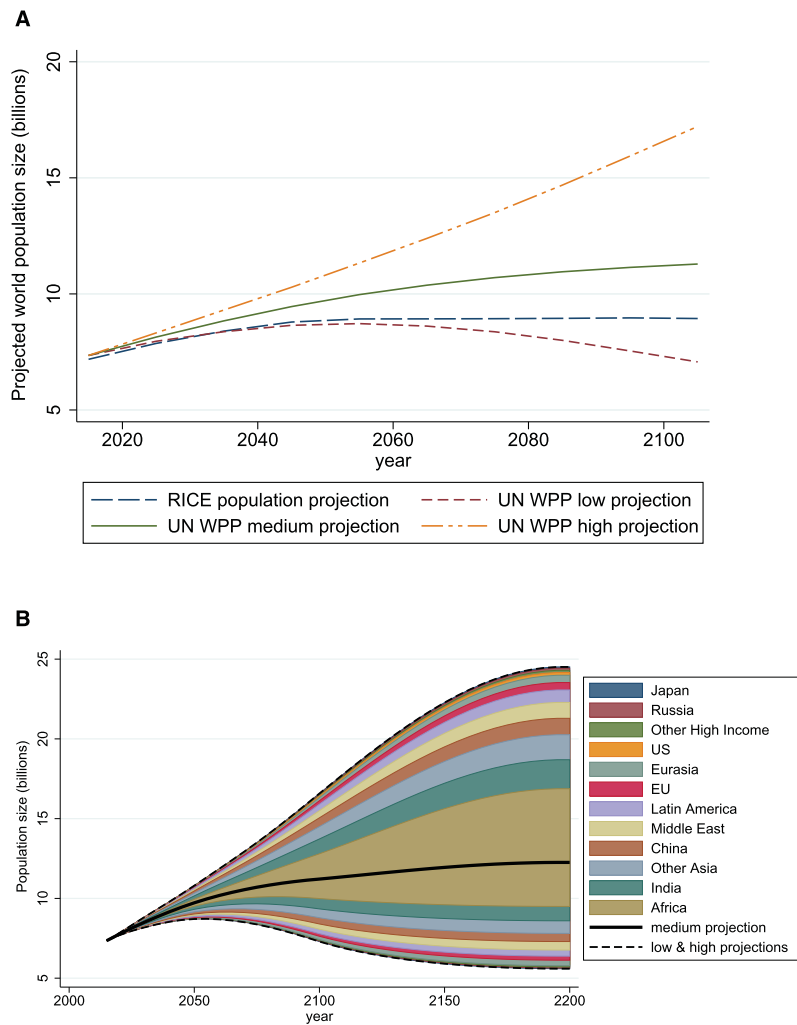 A
Projected world population size (billions)
20
15
10
5
2020 2040 2060 2080 2100
year
RICE population projection UN WPP low projection
UN WPP medium projection UN WPP high projection
B
Population size (billions)
25
20
15
10
5
2000 2050 2100 2150 2200
year
Japan
Russia
Other High Income
US
Eurasia
EU
Latin America
Middle East
China
Other Asia
India
Africa
medium projection
low & high projections